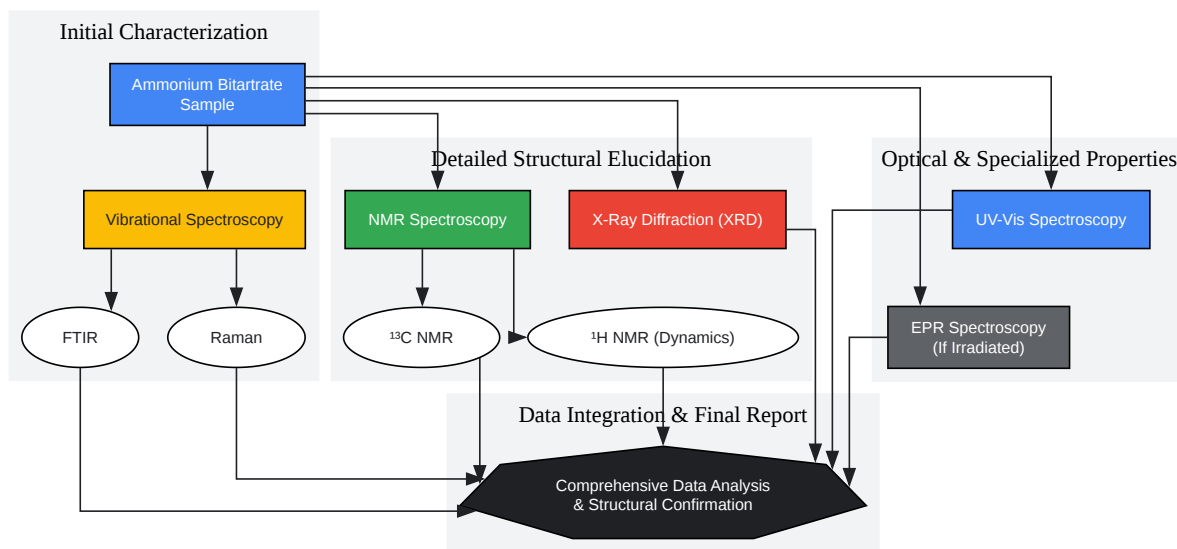 Initial Characterization
Ammonium Bitartrate
Sample
Detailed Structural Elucidation
Optical & Specialized Properties
Vibrational Spectroscopy
NMR Spectroscopy
X-Ray Diffraction (XRD)
UV-Vis Spectroscopy
FTIR
Raman
¹³C NMR
¹H NMR (Dynamics)
EPR Spectroscopy
(If Irradiated)
Data Integration & Final Report
Comprehensive Data Analysis
& Structural Confirmation